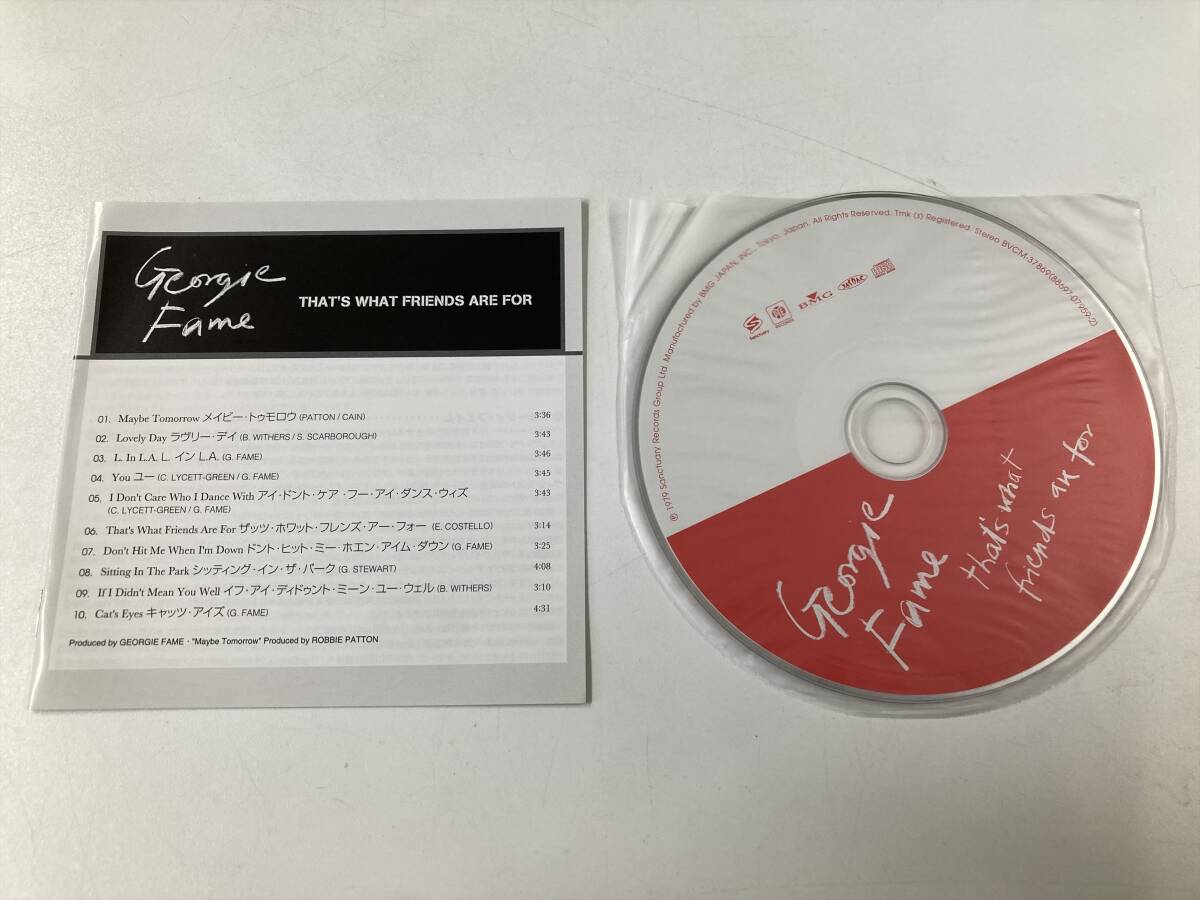 Georgie
Fame
THAT'S WHAT FRIENDS ARE FOR
01. Maybe Tomorrow メイビー・トゥモロウ (PATTON / CAIN) 3:36
02. Lovely Day ラヴリー・デイ (B. WITHERS / S. SCARBOROUGH) 3:43
03. L. In L.A. L. イン L.A. (G. FAME) 3:46
04. You ユー (C. LYCETT-GREEN / G. FAME) 3:45
05. I Don't Care Who I Dance With アイ・ドント・ケア・フー・アイ・ダンス・ウィズ 3:43
(C. LYCETT-GREEN / G. FAME)
06. That's What Friends Are For ザッツ・ホワット・フレンズ・アー・フォー (E. COSTELLO) 3:14
07. Don't Hit Me When I'm Down ドント・ヒット・ミー・ホエン・アイム・ダウン (G. FAME) 3:25
08. Sitting In The Park シッティング・イン・ザ・パーク (G. STEWART) 4:08
09. If I Didn't Mean You Well イフ・アイ・ディドゥント・ミーン・ユー・ウェル (B. WITHERS) 3:10
10. Cat's Eyes キャッツ・アイズ (G. FAME) 4:31
Produced by GEORGIE FAME · "Maybe Tomorrow" Produced by ROBBIE PATTON
℗ 1979 Sanctuary Records Group Ltd. Manufactured by BMG JAPAN, INC., Tokyo, Japan. All Rights Reserved. Tmk (s) Registered. Stereo BVCM-37869(88697-07959-2)
Sanctuary
PYE
RECORDS
BMG
Georgie
Fame
that's what
friends are for